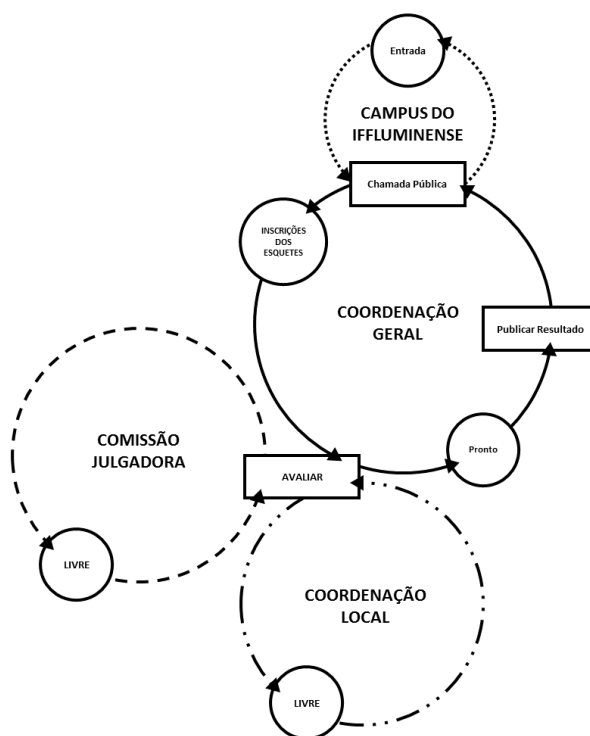 Entrada
CAMPUS DO
IFFLUMINENSE
Chamada Pública
INSCRIÇÕES
DOS
ESQUETES
COORDENAÇÃO
GERAL
Publicar Resultado
COMISSÃO
JULGADORA
Pronto
AVALIAR
LIVRE
COORDENAÇÃO
LOCAL
LIVRE